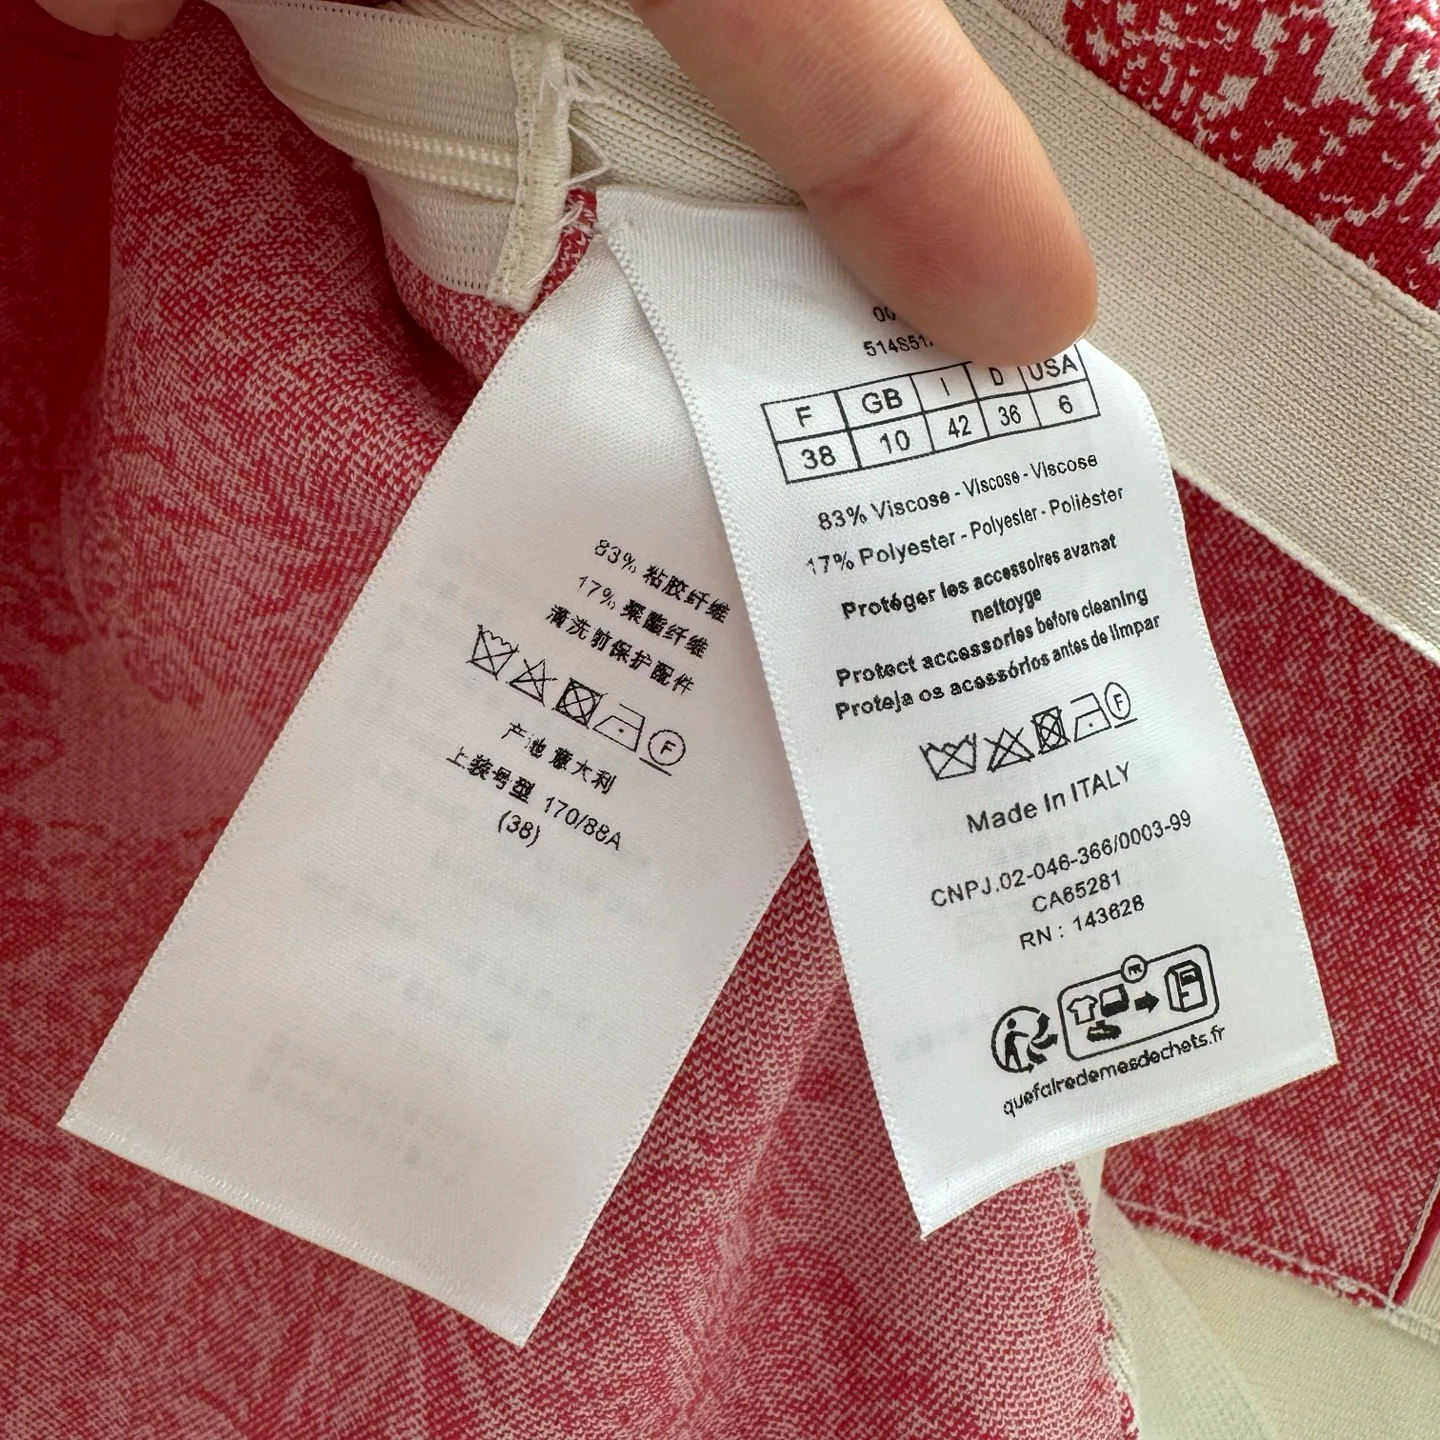 83% 粘胶纤维
17% 聚酯纤维
清洗前保护配件
F
产地 意大利
上装号型 170/88A
(38)
00
514S51
F GB I D USA
38 10 42 36 6
83% Viscose - Viscose - Viscose
17% Polyester - Polyester - Poliéster
Protéger les accessoires avanat
nettoyge
Protect accessories before cleaning
Proteja os acessórios antes de limpar
F
Made In ITALY
CNPJ.02-046-366/0003-99
CA65281
RN : 143628
FR
quefairedemesdechets.fr